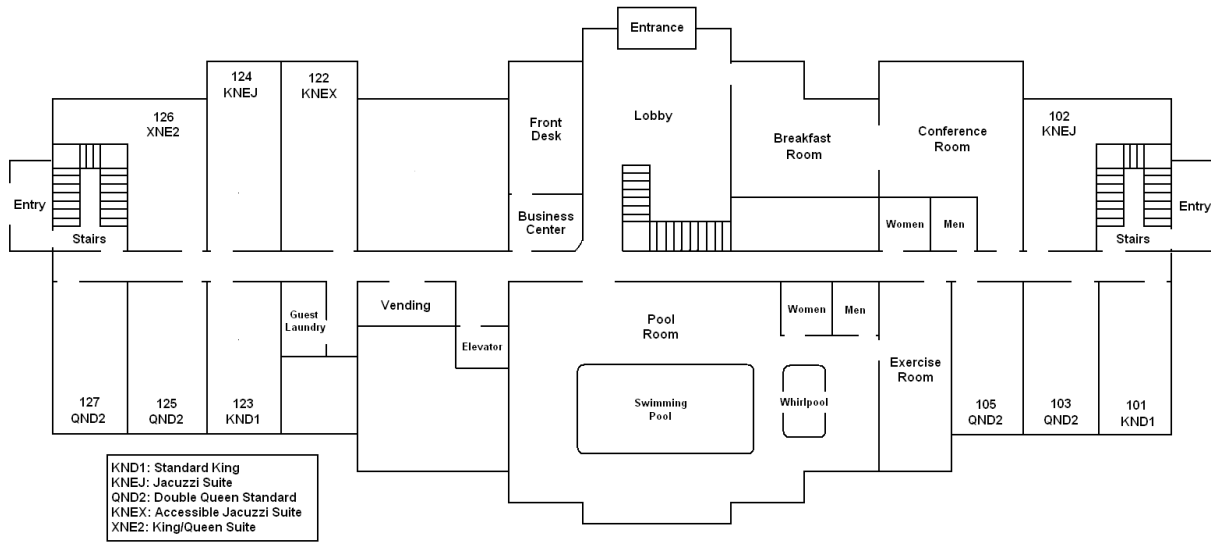 Entrance
124
KNEJ
122
KNEX
126
XNE2
Front
Desk
Lobby
Breakfast
Room
Conference
Room
102
KNEJ
Entry
Stairs
Business
Center
Women
Men
Stairs
Entry
Guest
Laundry
Vending
Elevator
Pool
Room
Women
Men
Exercise
Room
Swimming
Pool
Whirlpool
127
QND2
125
QND2
123
KND1
105
QND2
103
QND2
101
KND1
KND1: Standard King
KNEJ: Jacuzzi Suite
QND2: Double Queen Standard
KNEX: Accessible Jacuzzi Suite
XNE2: King/Queen Suite